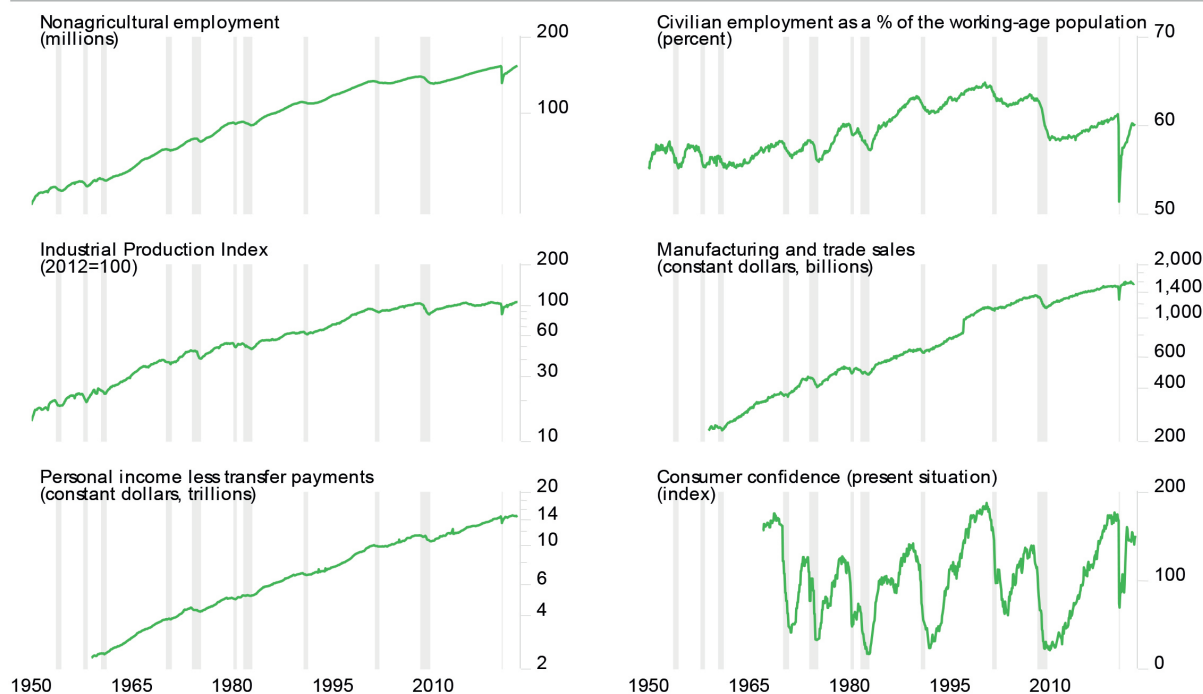 Nonagricultural employment
(millions)
200
100
Civilian employment as a % of the working-age population
(percent)
70
60
50
Industrial Production Index
(2012=100)
200
100
60
30
10
Manufacturing and trade sales
(constant dollars, billions)
2,000
1,400
1,000
600
400
200
Personal income less transfer payments
(constant dollars, trillions)
20
14
10
6
4
2
1950 1965 1980 1995 2010
Consumer confidence (present situation)
(index)
200
100
0
1950 1965 1980 1995 2010